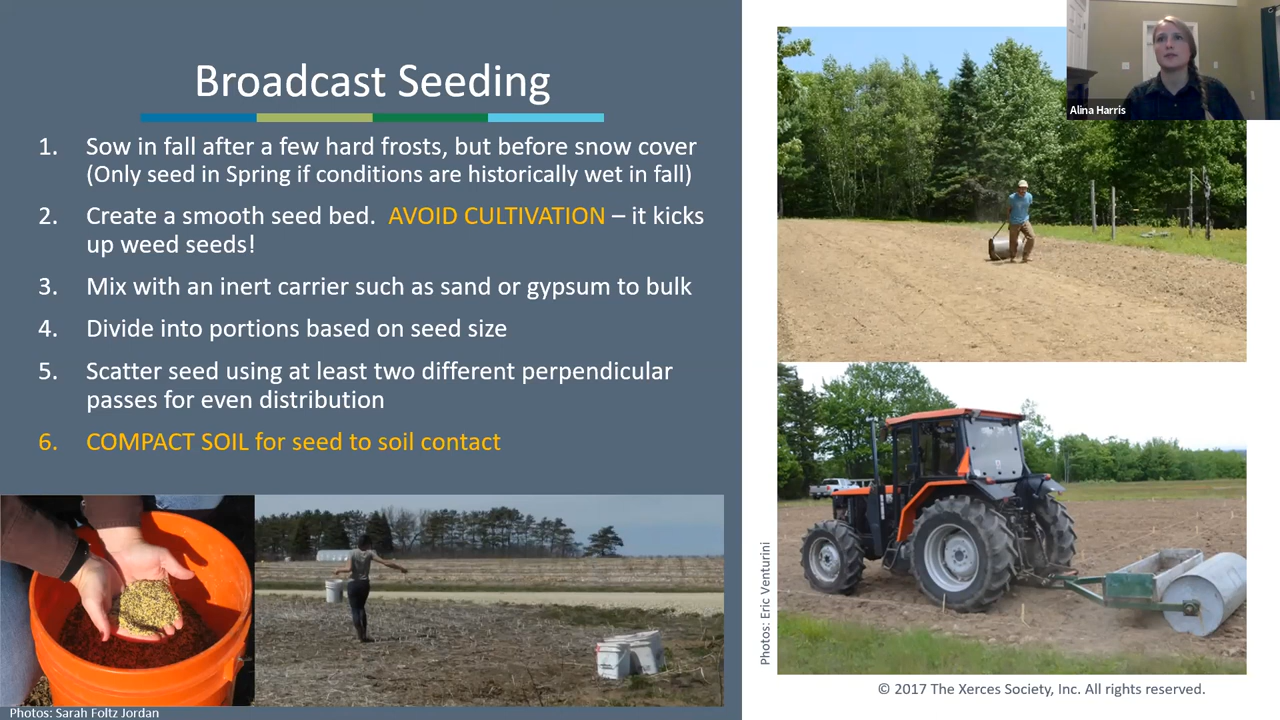 Broadcast Seeding
1. Sow in fall after a few hard frosts, but before snow cover
(Only seed in Spring if conditions are historically wet in fall)
2. Create a smooth seed bed. AVOID CULTIVATION – it kicks
up weed seeds!
3. Mix with an inert carrier such as sand or gypsum to bulk
4. Divide into portions based on seed size
5. Scatter seed using at least two different perpendicular
passes for even distribution
6. COMPACT SOIL for seed to soil contact
Photos: Sarah Foltz Jordan
Alina Harris
Photos: Eric Venturini
© 2017 The Xerces Society, Inc. All rights reserved.